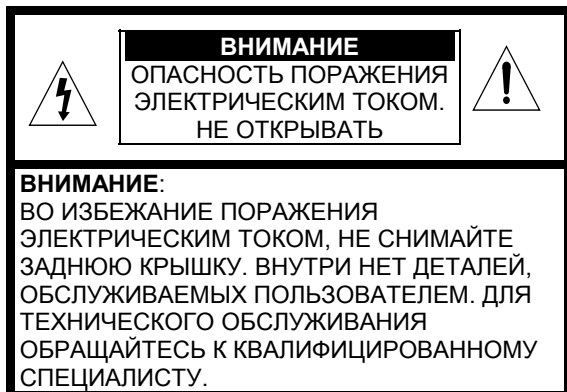 ВНИМАНИЕ
ОПАСНОСТЬ ПОРАЖЕНИЯ
ЭЛЕКТРИЧЕСКИМ ТОКОМ.
НЕ ОТКРЫВАТЬ
ВНИМАНИЕ:
ВО ИЗБЕЖАНИЕ ПОРАЖЕНИЯ
ЭЛЕКТРИЧЕСКИМ ТОКОМ, НЕ СНИМАЙТЕ
ЗАДНЮЮ КРЫШКУ. ВНУТРИ НЕТ ДЕТАЛЕЙ,
ОБСЛУЖИВАЕМЫХ ПОЛЬЗОВАТЕЛЕМ. ДЛЯ
ТЕХНИЧЕСКОГО ОБСЛУЖИВАНИЯ
ОБРАЩАЙТЕСЬ К КВАЛИФИЦИРОВАННОМУ
СПЕЦИАЛИСТУ.